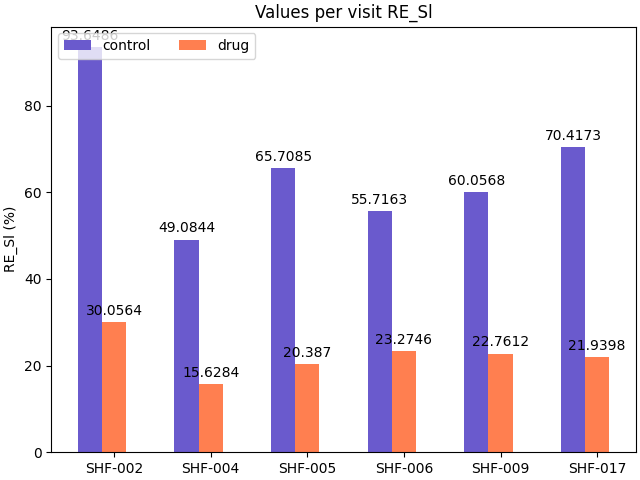 Values per visit RE_Sl
RE_Sl (%)
80
60
40
20
0
control
drug
93.6486
30.0564
49.0844
15.6284
65.7085
20.387
55.7163
23.2746
60.0568
22.7612
70.4173
21.9398
SHF-002
SHF-004
SHF-005
SHF-006
SHF-009
SHF-017